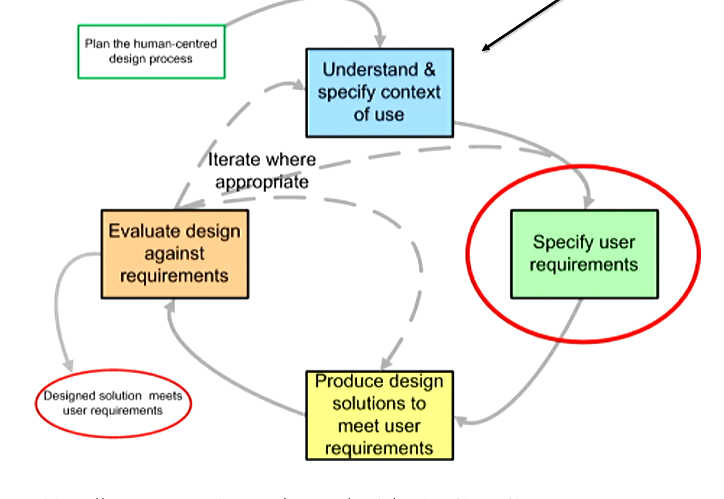 Plan the human-centred
design process
Understand &
specify context
of use
Iterate where
appropriate
Evaluate design
against
requirements
Specify user
requirements
Designed solution meets
user requirements
Produce design
solutions to
meet user
requirements